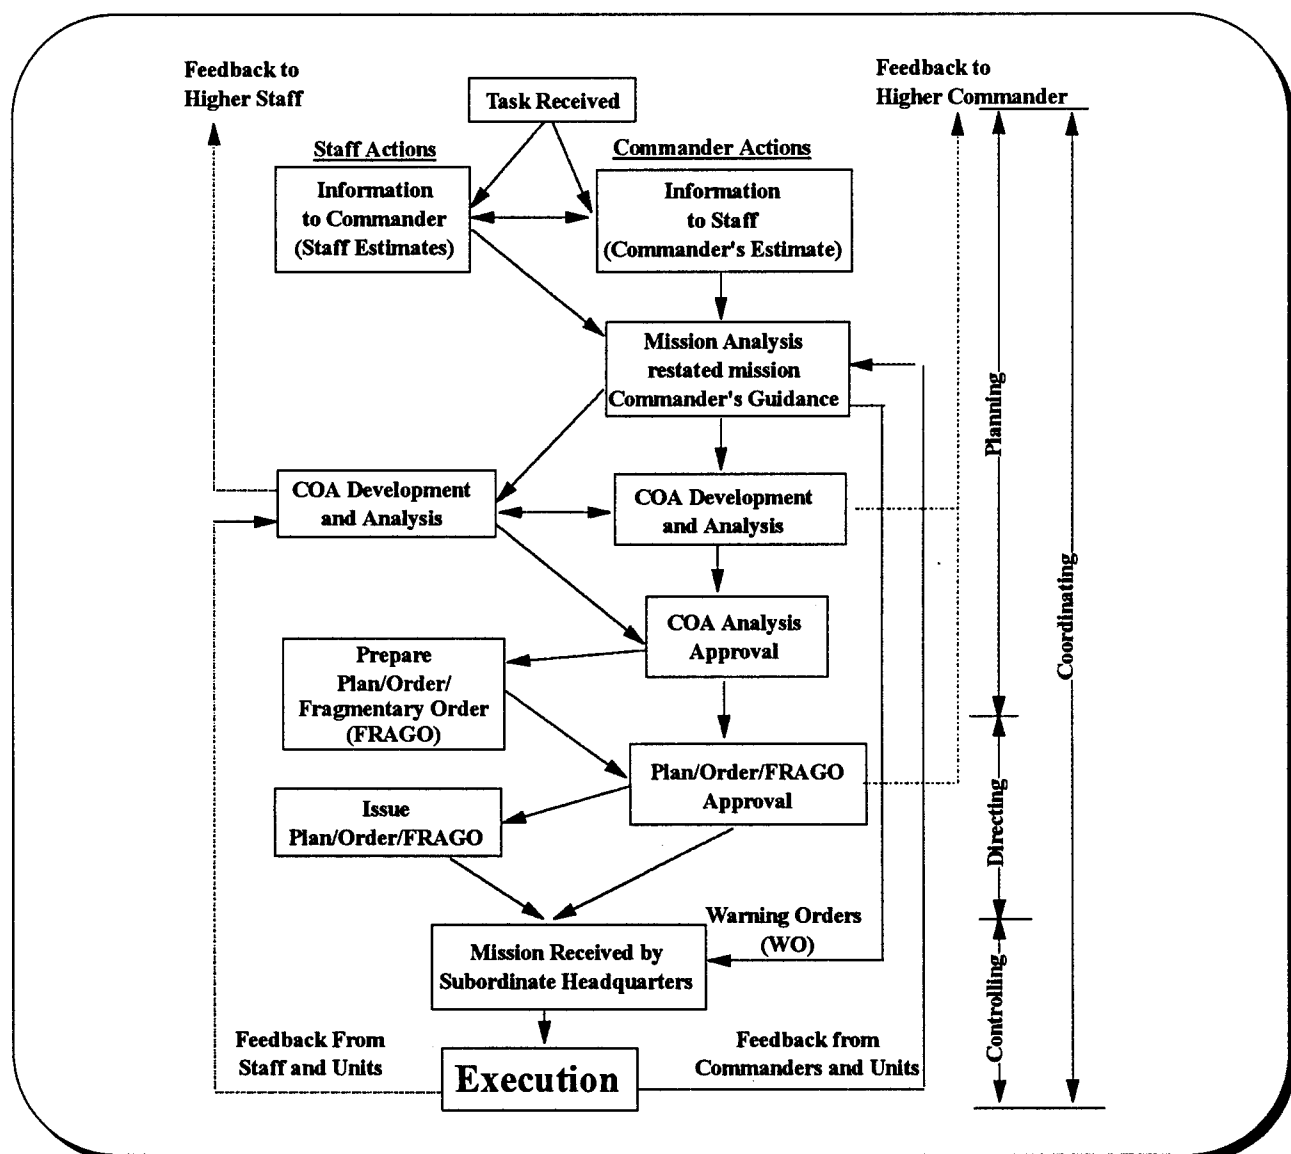 Feedback to
Higher Staff
Feedback to
Higher Commander
Task Received
Staff Actions
Commander Actions
Information
to Commander
(Staff Estimates)
Information
to Staff
(Commander's Estimate)
Mission Analysis
restated mission
Commander's Guidance
COA Development
and Analysis
COA Development
and Analysis
COA Analysis
Approval
Prepare
Plan/Order/
Fragmentary Order
(FRAGO)
Plan/Order/FRAGO
Approval
Issue
Plan/Order/FRAGO
Warning Orders
(WO)
Mission Received by
Subordinate Headquarters
Feedback From
Staff and Units
Execution
Feedback from
Commanders and Units
Planning
Directing
Controlling
Coordinating